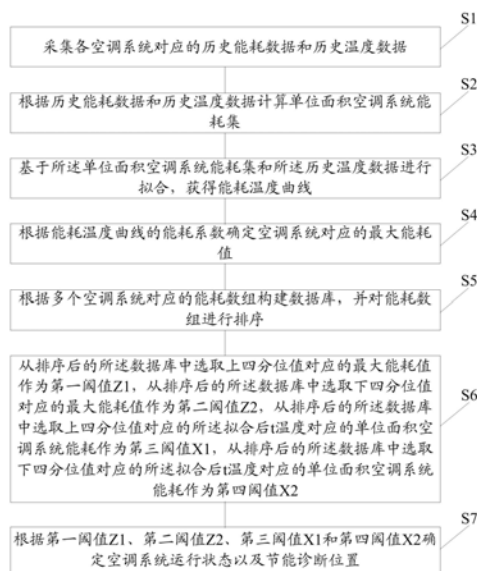 S1
采集各空调系统对应的历史能耗数据和历史温度数据
S2
根据历史能耗数据和历史温度数据计算单位面积空调系统能
耗集
S3
基于所述单位面积空调系统能耗集和所述历史温度数据进行
拟合，获得能耗温度曲线
S4
根据能耗温度曲线的能耗系数确定空调系统对应的最大能耗
值
S5
根据多个空调系统对应的能耗数组构建数据库，并对能耗数
组进行排序
S6
从排序后的所述数据库中选取上四分位值对应的最大能耗值
作为第一阈值Z1，从排序后的所述数据库中选取下四分位值
对应的最大能耗值作为第二阈值Z2，从排序后的所述数据库
中选取上四分位值对应的所述拟合后t温度对应的单位面积空
调系统能耗作为第三阈值X1，从排序后的所述数据库中选取
下四分位值对应的所述拟合后t温度对应的单位面积空调系统
能耗作为第四阈值X2
S7
根据第一阈值Z1、第二阈值Z2、第三阈值X1和第四阈值X2确
定空调系统运行状态以及节能诊断位置